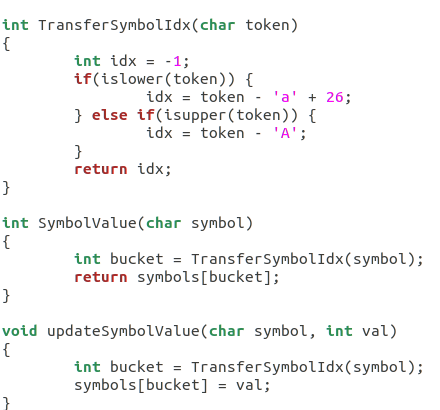 int TransferSymbolIdx(char token)
{
        int idx = -1;
        if(islower(token)) {
                idx = token - 'a' + 26;
        } else if(isupper(token)) {
                idx = token - 'A';
        }
        return idx;
}

int SymbolValue(char symbol)
{
        int bucket = TransferSymbolIdx(symbol);
        return symbols[bucket];
}

void updateSymbolValue(char symbol, int val)
{
        int bucket = TransferSymbolIdx(symbol);
        symbols[bucket] = val;
}